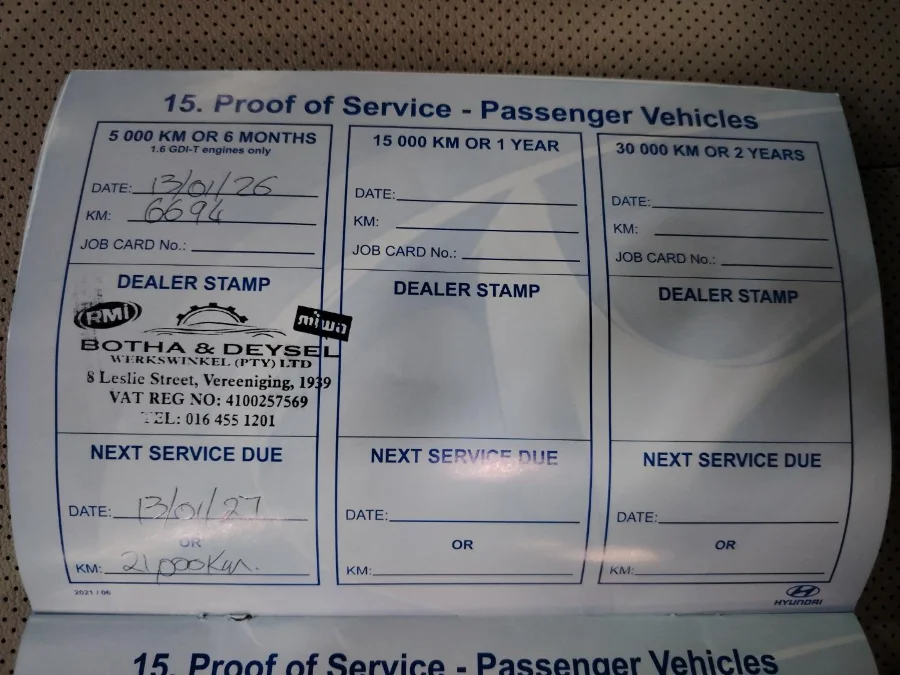 15. Proof of Service - Passenger Vehicles
5 000 KM OR 6 MONTHS
1.6 GDI-T engines only
DATE: 13/01/26
KM: 6694
JOB CARD No.:
DEALER STAMP
RMI
miwa
BOTHA & DEYSEL
WERKSWINKEL (PTY) LTD
8 Leslie Street, Vereeniging, 1939
VAT REG NO: 4100257569
TEL: 016 455 1201
NEXT SERVICE DUE
DATE: 13/01/27
OR
KM: 21 000 Km.
2021 / 06
15 000 KM OR 1 YEAR
DATE:
KM:
JOB CARD No.:
DEALER STAMP
NEXT SERVICE DUE
DATE:
OR
KM:
30 000 KM OR 2 YEARS
DATE:
KM:
JOB CARD No.:
DEALER STAMP
NEXT SERVICE DUE
DATE:
OR
KM:
HYUNDAI
15. Proof of Service - Passenger Vehicles